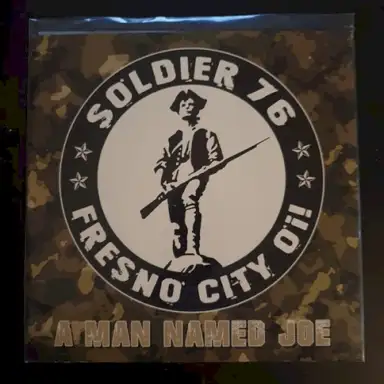 SOLDIER 76
FRESNO CITY Oi!
A MAN NAMED JOE